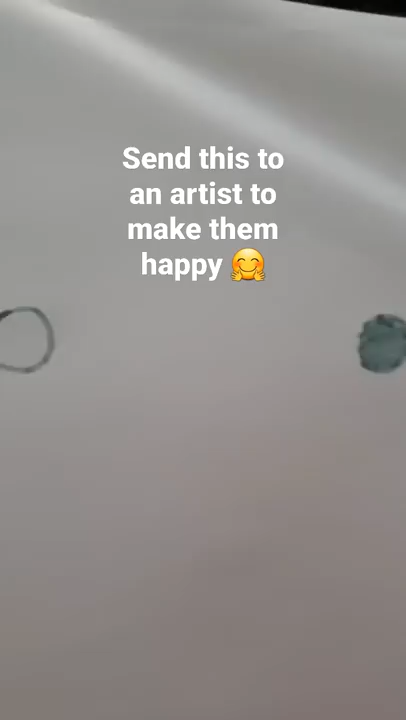 Send this to
an artist to
make them
happy 🤗